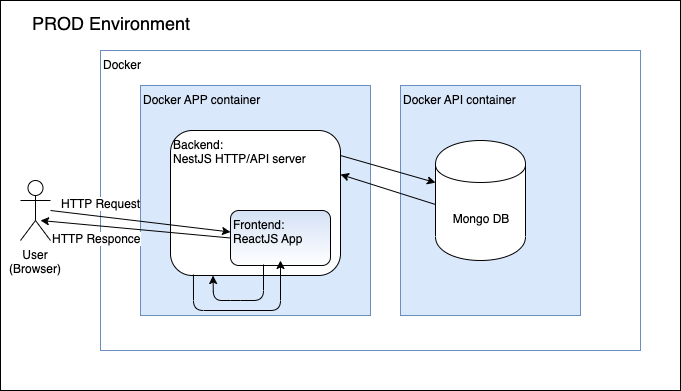 PROD Environment
Docker
Docker APP container
Docker API container
Backend:
NestJS HTTP/API server
HTTP Request
Frontend:
ReactJS App
HTTP Responce
Mongo DB
User
(Browser)